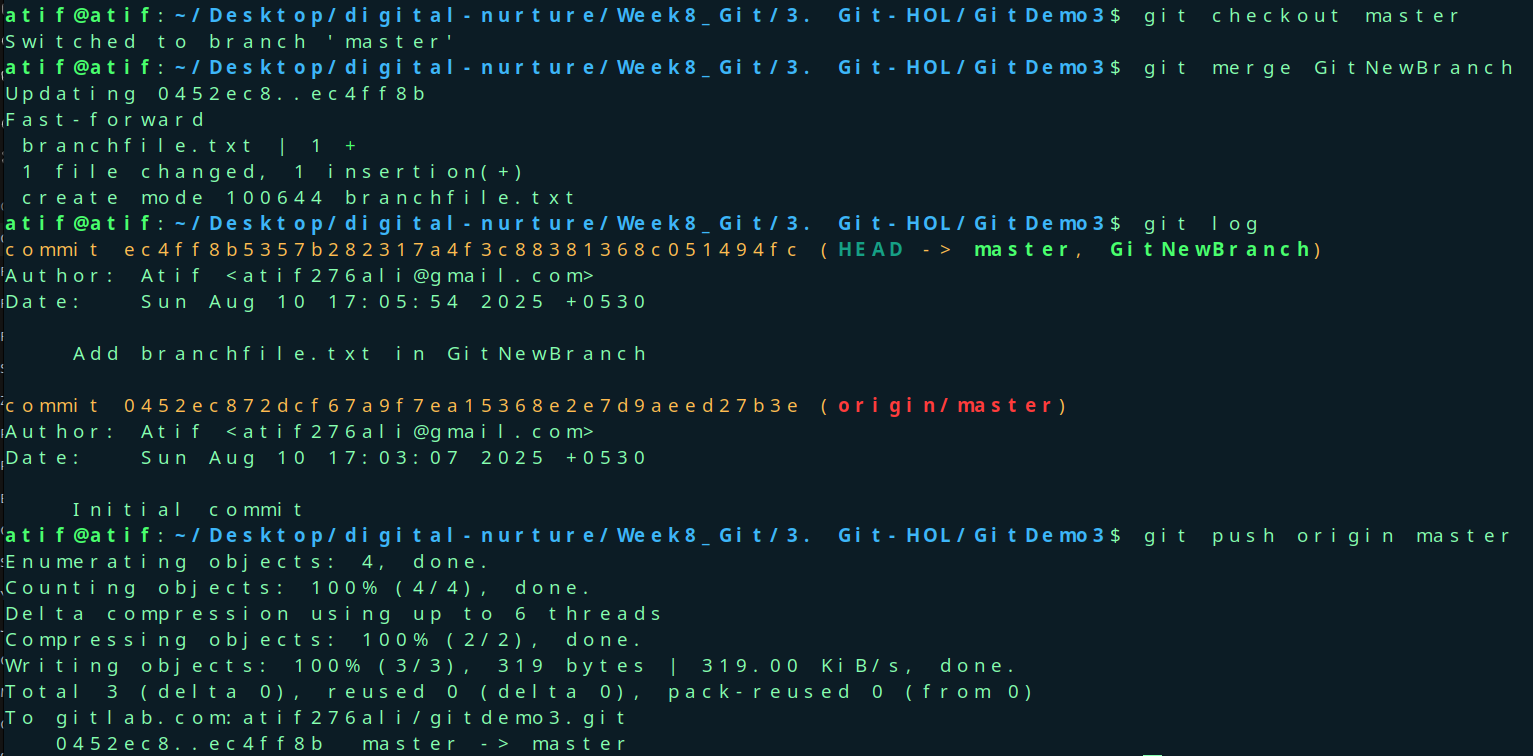 atif@atif:~/Desktop/digital-nurture/Week8_Git/3. Git-HOL/GitDemo3$ git checkout master
Switched to branch 'master'
atif@atif:~/Desktop/digital-nurture/Week8_Git/3. Git-HOL/GitDemo3$ git merge GitNewBranch
Updating 0452ec8..ec4ff8b
Fast-forward
 branchfile.txt | 1 +
 1 file changed, 1 insertion(+)
 create mode 100644 branchfile.txt
atif@atif:~/Desktop/digital-nurture/Week8_Git/3. Git-HOL/GitDemo3$ git log
commit ec4ff8b5357b282317a4f3c88381368c051494fc (HEAD -> master, GitNewBranch)
Author: Atif <atif276ali@gmail.com>
Date:   Sun Aug 10 17:05:54 2025 +0530

    Add branchfile.txt in GitNewBranch

commit 0452ec872dcf67a9f7ea15368e2e7d9aeed27b3e (origin/master)
Author: Atif <atif276ali@gmail.com>
Date:   Sun Aug 10 17:03:07 2025 +0530

    Initial commit
atif@atif:~/Desktop/digital-nurture/Week8_Git/3. Git-HOL/GitDemo3$ git push origin master
Enumerating objects: 4, done.
Counting objects: 100% (4/4), done.
Delta compression using up to 6 threads
Compressing objects: 100% (2/2), done.
Writing objects: 100% (3/3), 319 bytes | 319.00 KiB/s, done.
Total 3 (delta 0), reused 0 (delta 0), pack-reused 0 (from 0)
To gitlab.com:atif276ali/gitdemo3.git
   0452ec8..ec4ff8b  master -> master